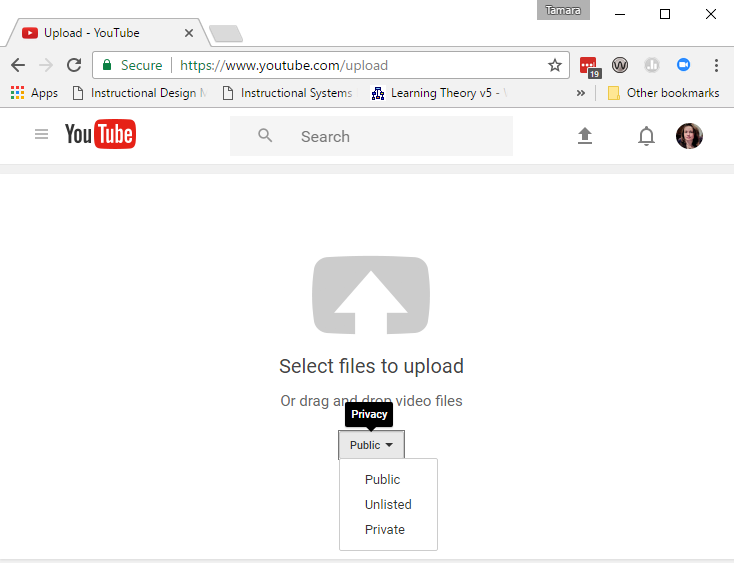 Tamara
Upload - YouTube
Secure https://www.youtube.com/upload
19
Apps Instructional Design Instructional Systems Learning Theory v5 - » Other bookmarks
YouTube Search
Select files to upload
Or drag and drop video files
Privacy
Public
Public
Unlisted
Private